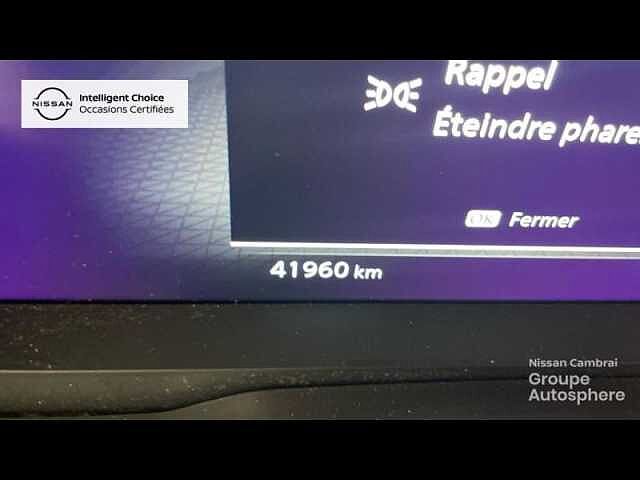 NISSAN
Intelligent Choice
Occasions Certifiées
Rappel
Éteindre phare
OK Fermer
41960 km
Nissan Cambrai
Groupe
Autosphere